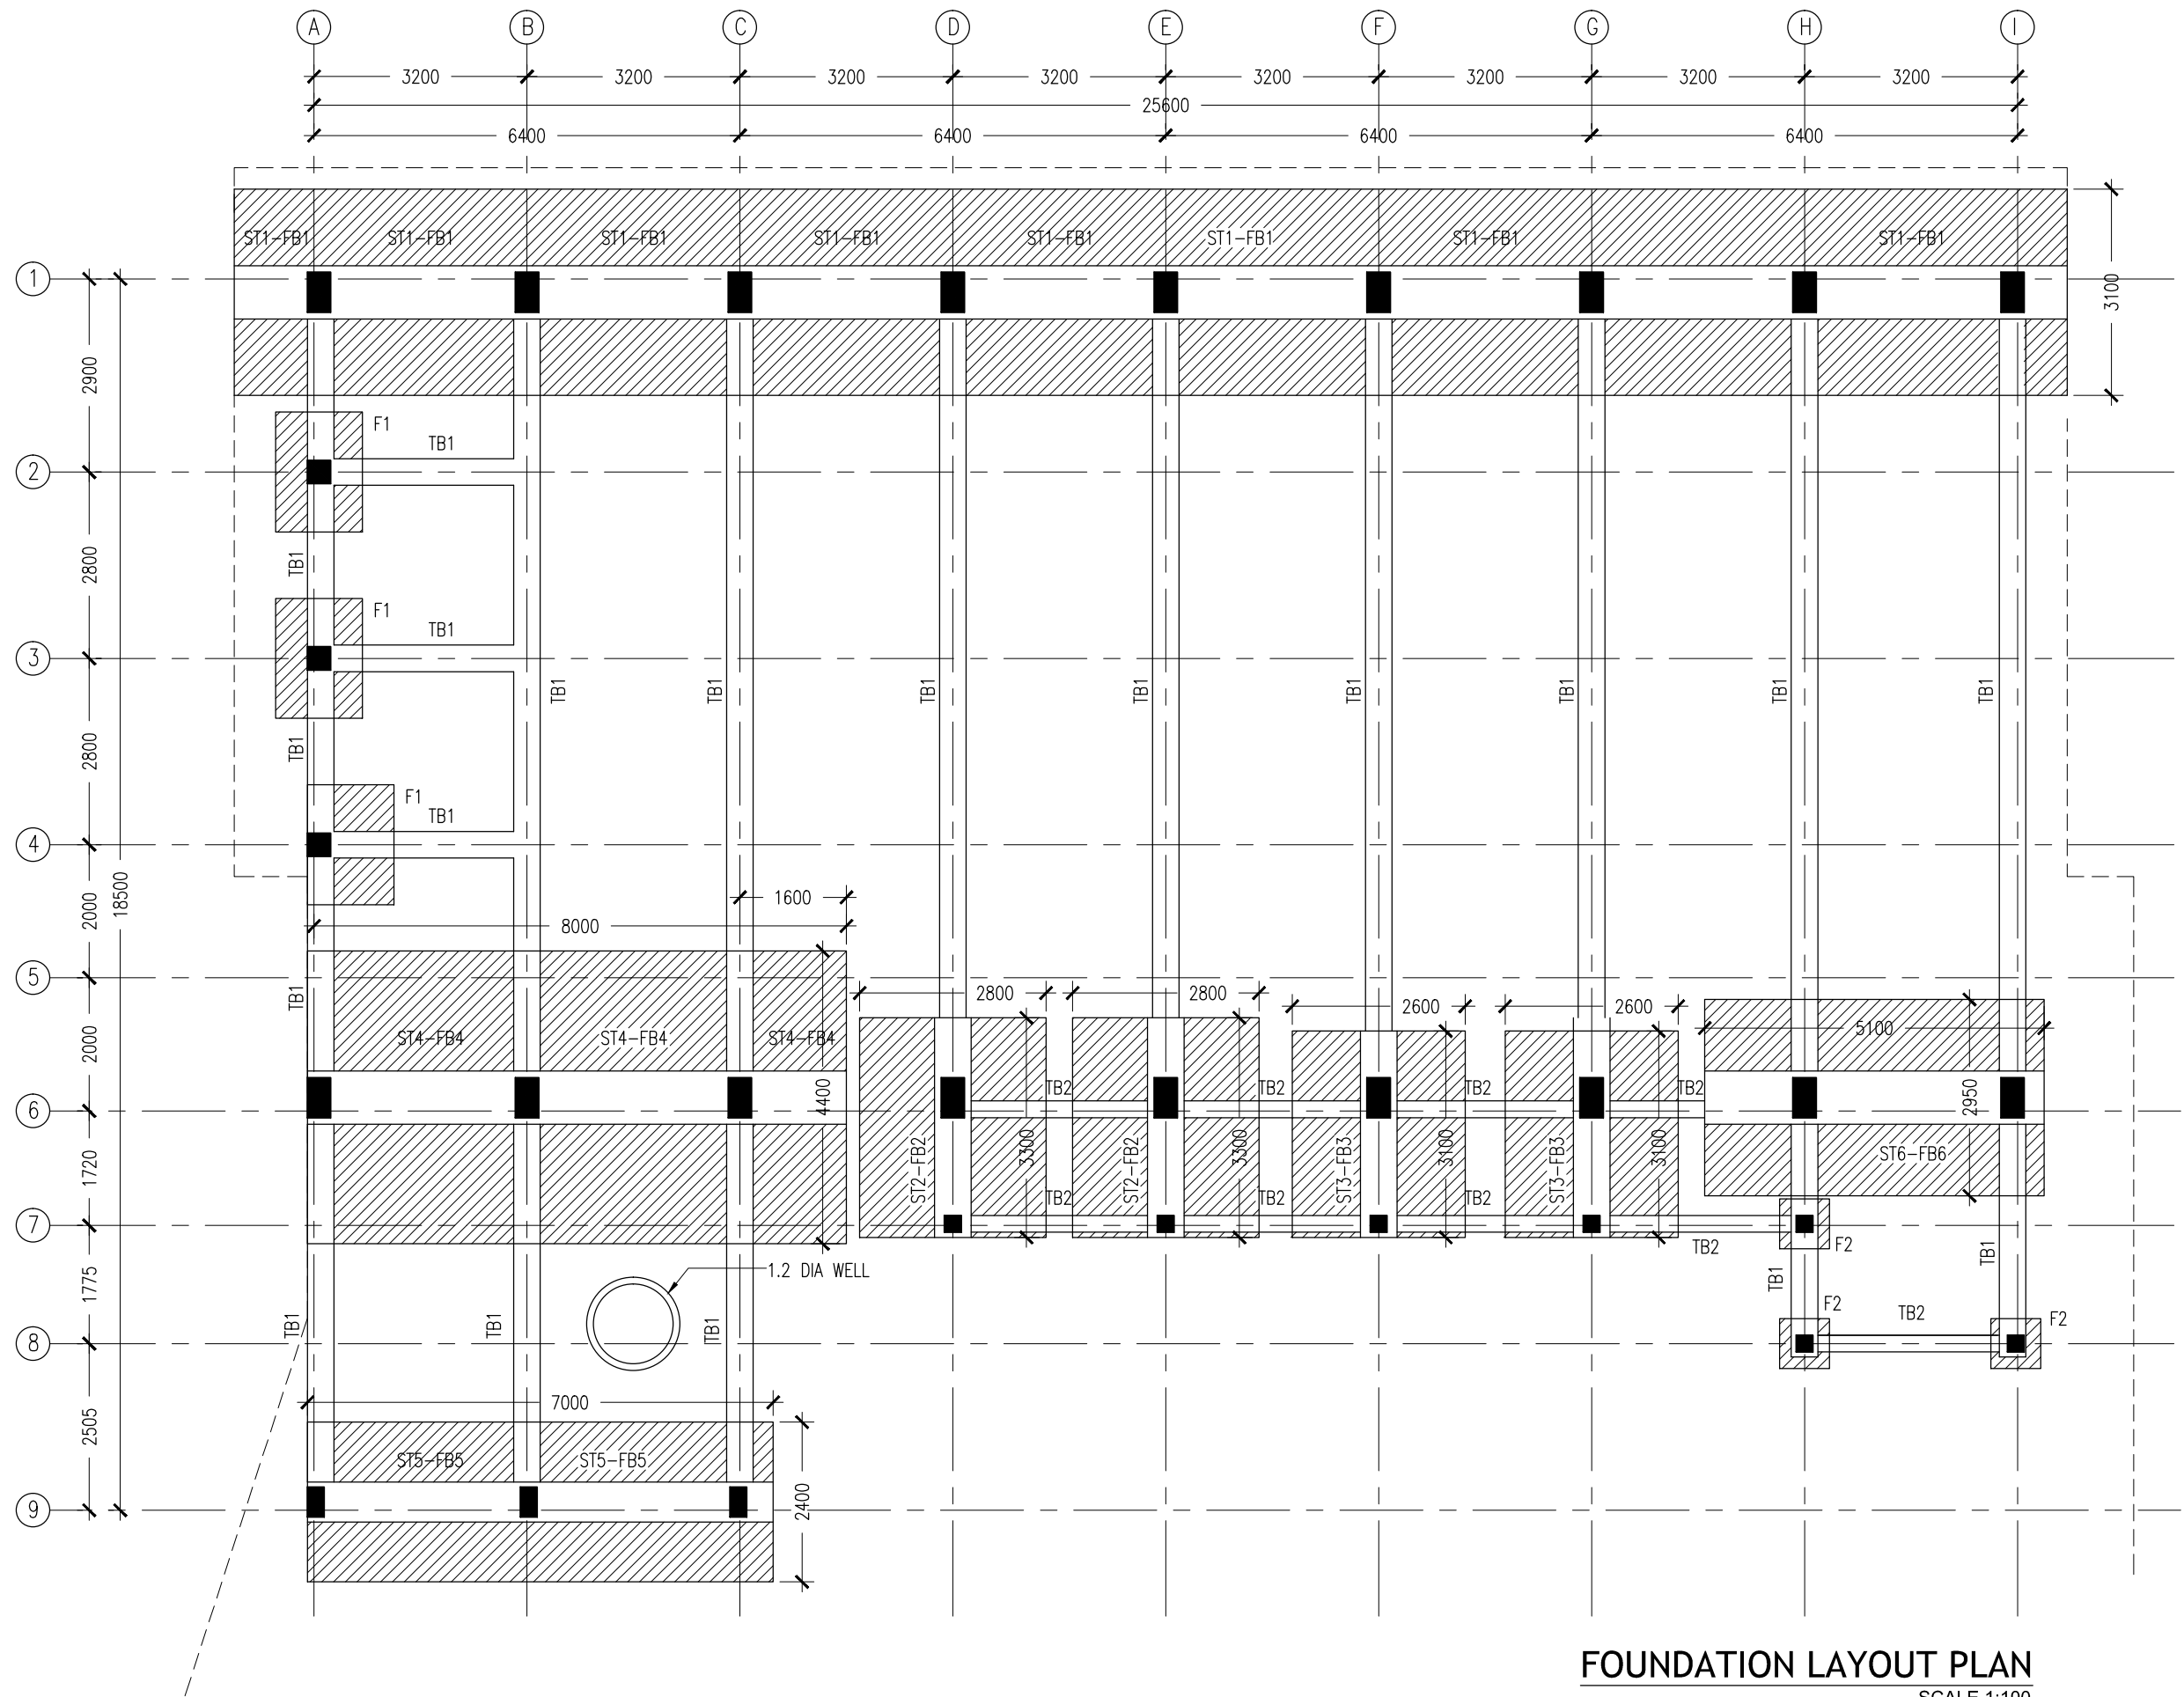 A B C D E F G H I
3200 3200 3200 3200 3200 3200 3200 3200
25600
6400 6400 6400 6400
ST1-FB1 ST1-FB1 ST1-FB1 ST1-FB1 ST1-FB1 ST1-FB1 ST1-FB1 ST1-FB1
1
3100
2900
F1
TB1
2
2800
TB1
F1
TB1
3
TB1 TB1 TB1 TB1 TB1 TB1 TB1 TB1
2800
TB1
F1
TB1
4
2000
18500
1600
8000
5
TB1
2800 2800 2600 2600
2000
ST4-FB4 ST4-FB4 ST4-FB4
5100
4400
TB2 TB2 TB2 TB2
2950
6
1720
ST2-FB2 3300 ST2-FB2 3300 ST3-FB3 3100 ST3-FB3 3100
ST6-FB6
TB2 TB2 TB2
7
TB2
F2
TB1
1775
1.2 DIA WELL
TB1
F2
TB2
F2
TB1 TB1 TB1
8
7000
2505
ST5-FB5 ST5-FB5
2400
9
FOUNDATION LAYOUT PLAN
SCALE 1:100